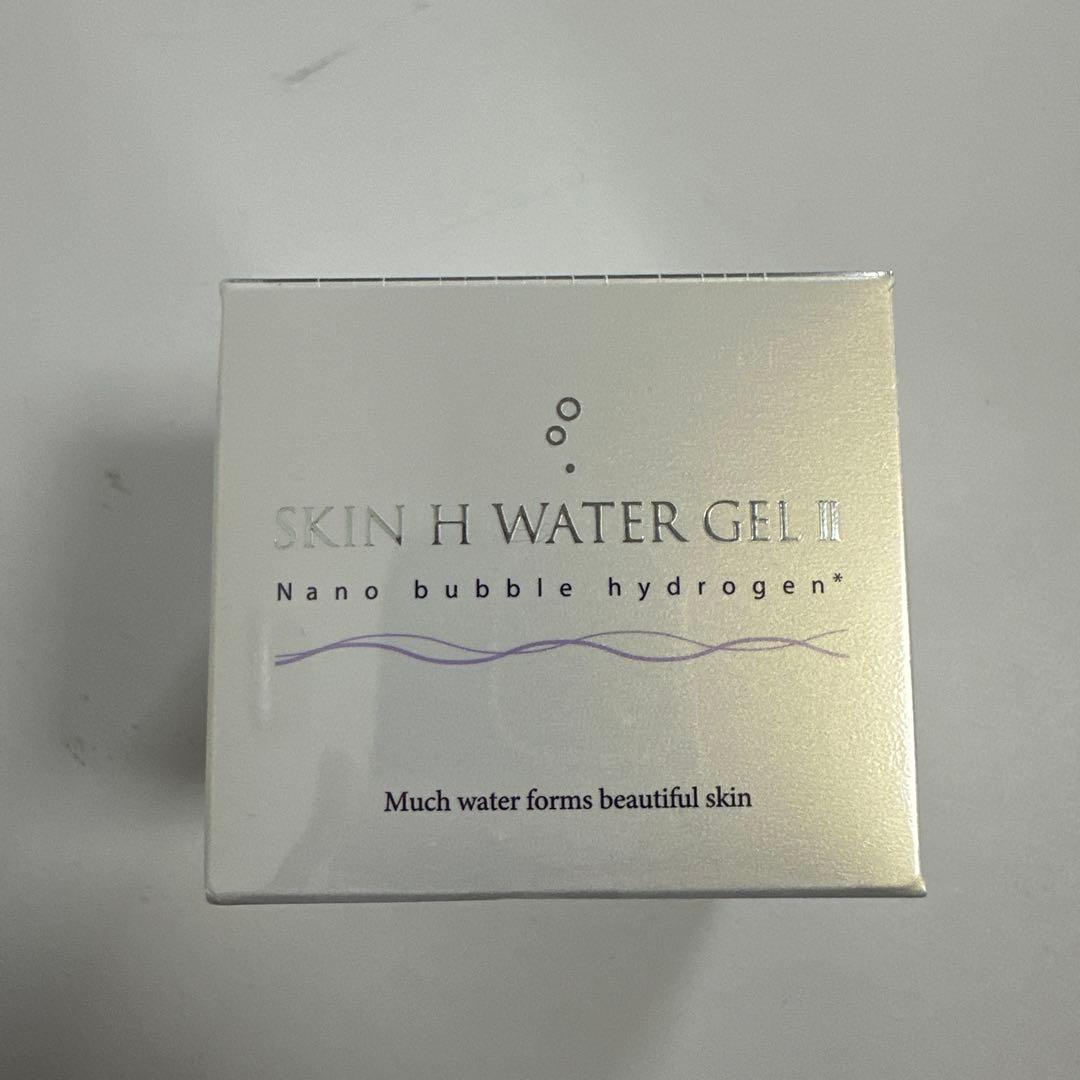 SKIN H WATER GEL Ⅱ
Nano bubble hydrogen*
Much water forms beautiful skin